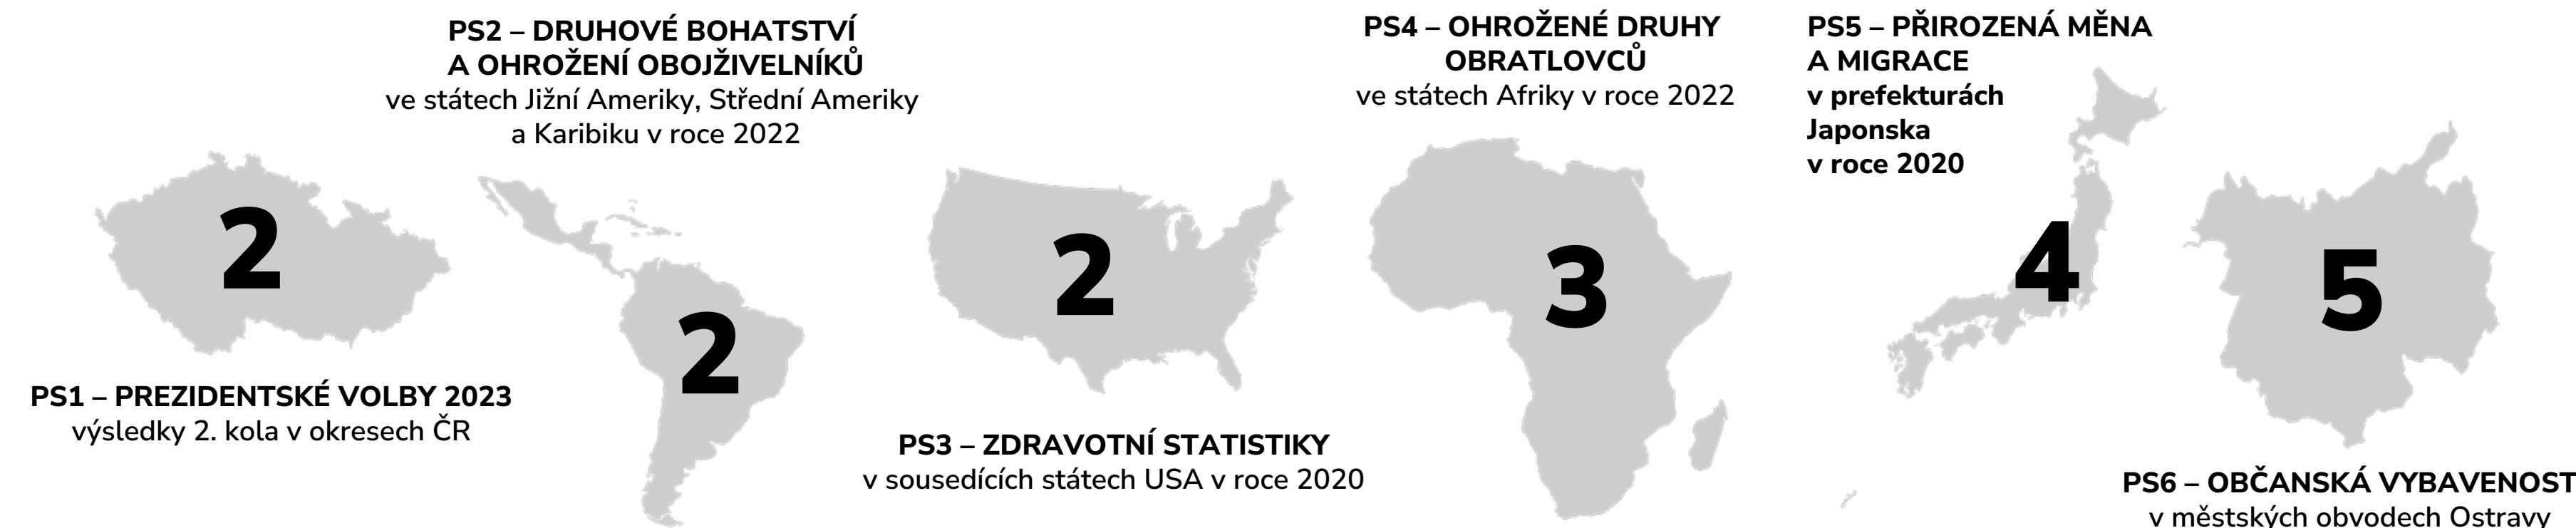 PS2 – DRUHOVÉ BOHATSTVÍ
A OHROŽENÍ OBOJŽIVELNÍKŮ
ve státech Jižní Ameriky, Střední Ameriky
a Karibiku v roce 2022
PS4 – OHROŽENÉ DRUHY
OBRATLOVCŮ
ve státech Afriky v roce 2022
PS5 – PŘIROZENÁ MĚNA
A MIGRACE
v prefekturách
Japonska
v roce 2020
2
2
2
3
4
5
PS1 – PREZIDENTSKÉ VOLBY 2023
výsledky 2. kola v okresech ČR
PS3 – ZDRAVOTNÍ STATISTIKY
v sousedících státech USA v roce 2020
PS6 – OBČANSKÁ VYBAVENOST
v městských obvodech Ostravy